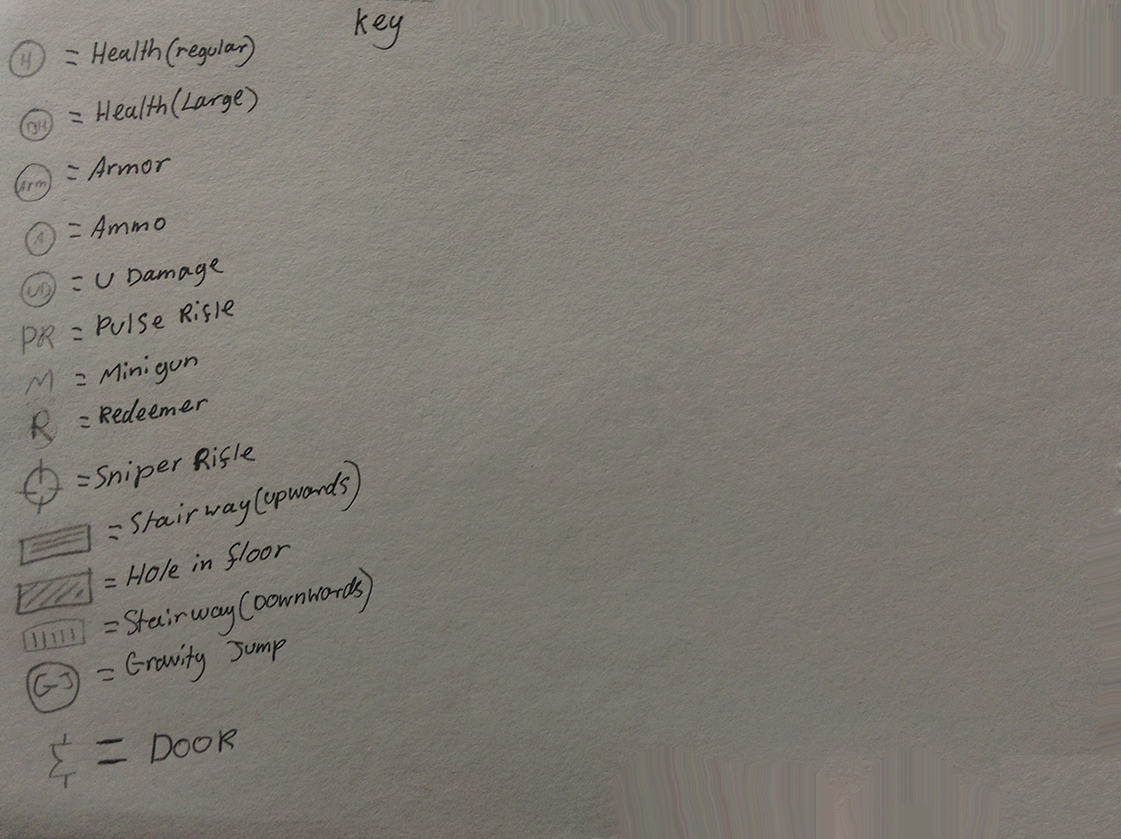 key
H = Health(regular)
BH = Health(Large)
Arm = Armor
A = Ammo
UD = U Damage
PR = Pulse Rifle
M = Minigun
R = Redeemer
= Sniper Rifle
= Stairway(upwards)
= Hole in floor
= Stairway(Downwards)
GJ = Gravity Jump
= DOOR